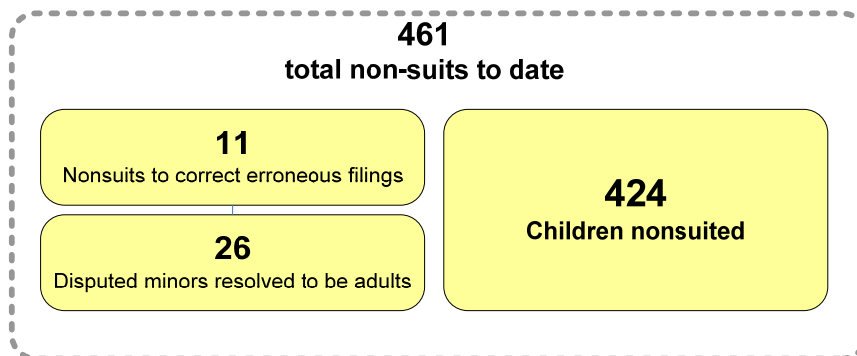 461
total non-suits to date
11
Nonsuits to correct erroneous filings
26
Disputed minors resolved to be adults
424
Children nonsuited